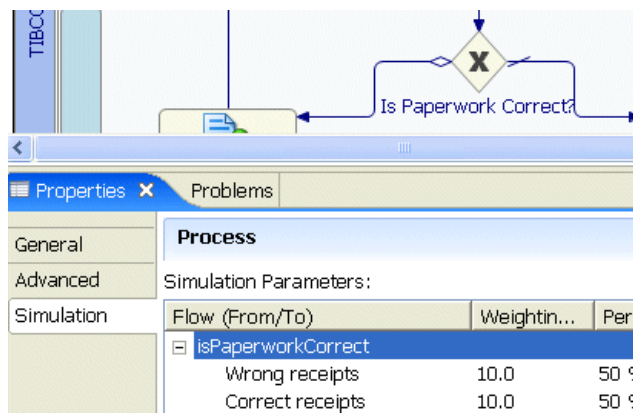 TIBCO
X
Is Paperwork Correct?
Properties
Problems
General
Process
Advanced
Simulation Parameters:
Simulation
Flow (From/To) Weightin... Per
isPaperworkCorrect
Wrong receipts 10.0 50 %
Correct receipts 10.0 50 %